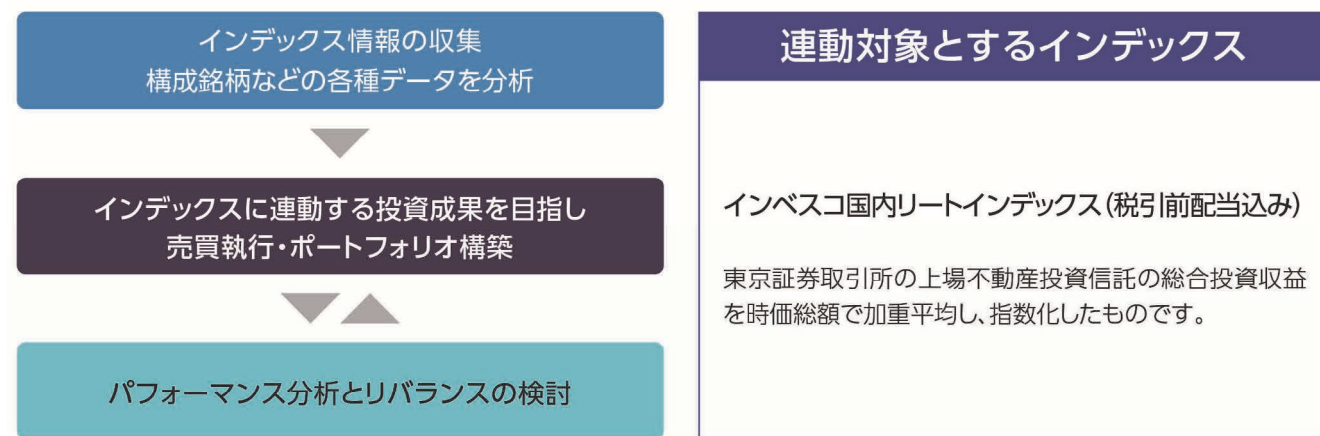 インデックス情報の収集
構成銘柄などの各種データを分析
インデックスに連動する投資成果を目指し
売買執行・ポートフォリオ構築
パフォーマンス分析とリバランスの検討
連動対象とするインデックス
インベスコ国内リートインデックス（税引前配当込み）
東京証券取引所の上場不動産投資信託の総合投資収益
を時価総額で加重平均し、指数化したものです。